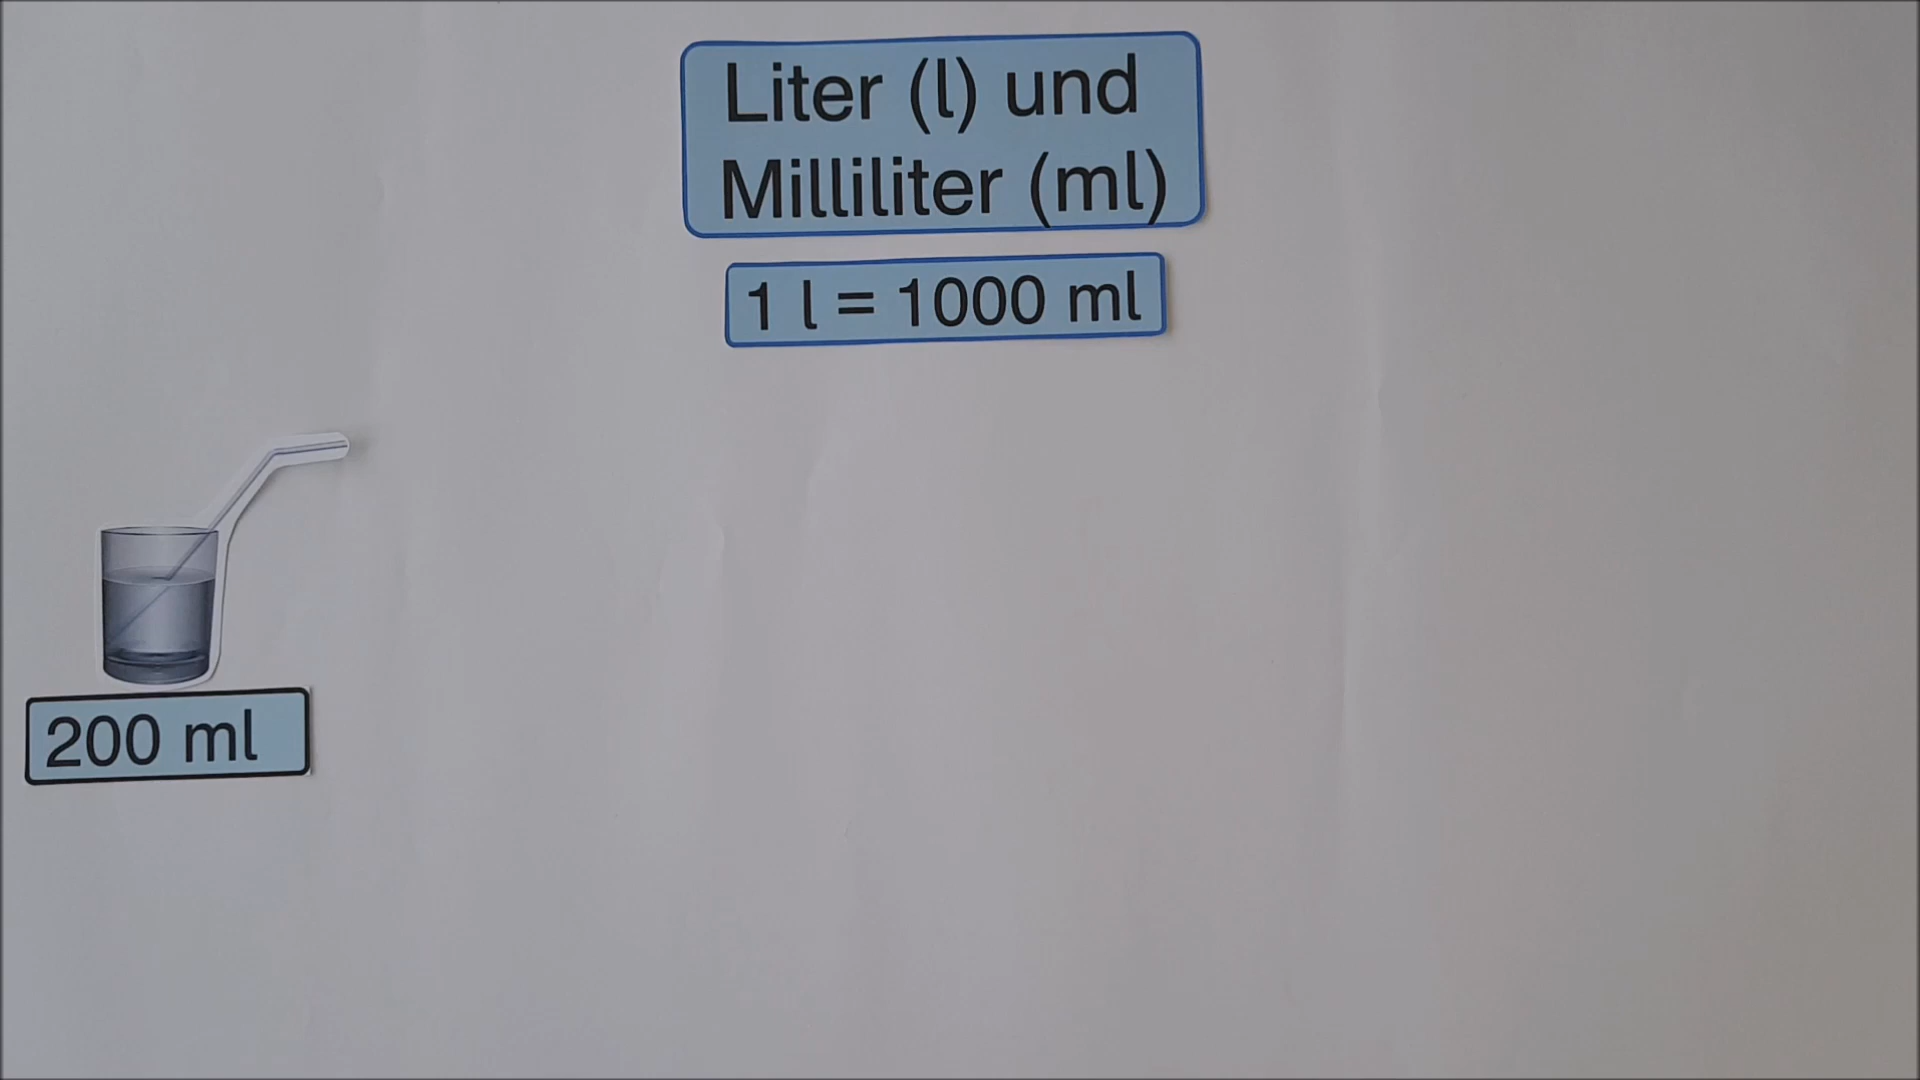 Liter (l) und
Milliliter (ml)
1 l = 1000 ml
200 ml